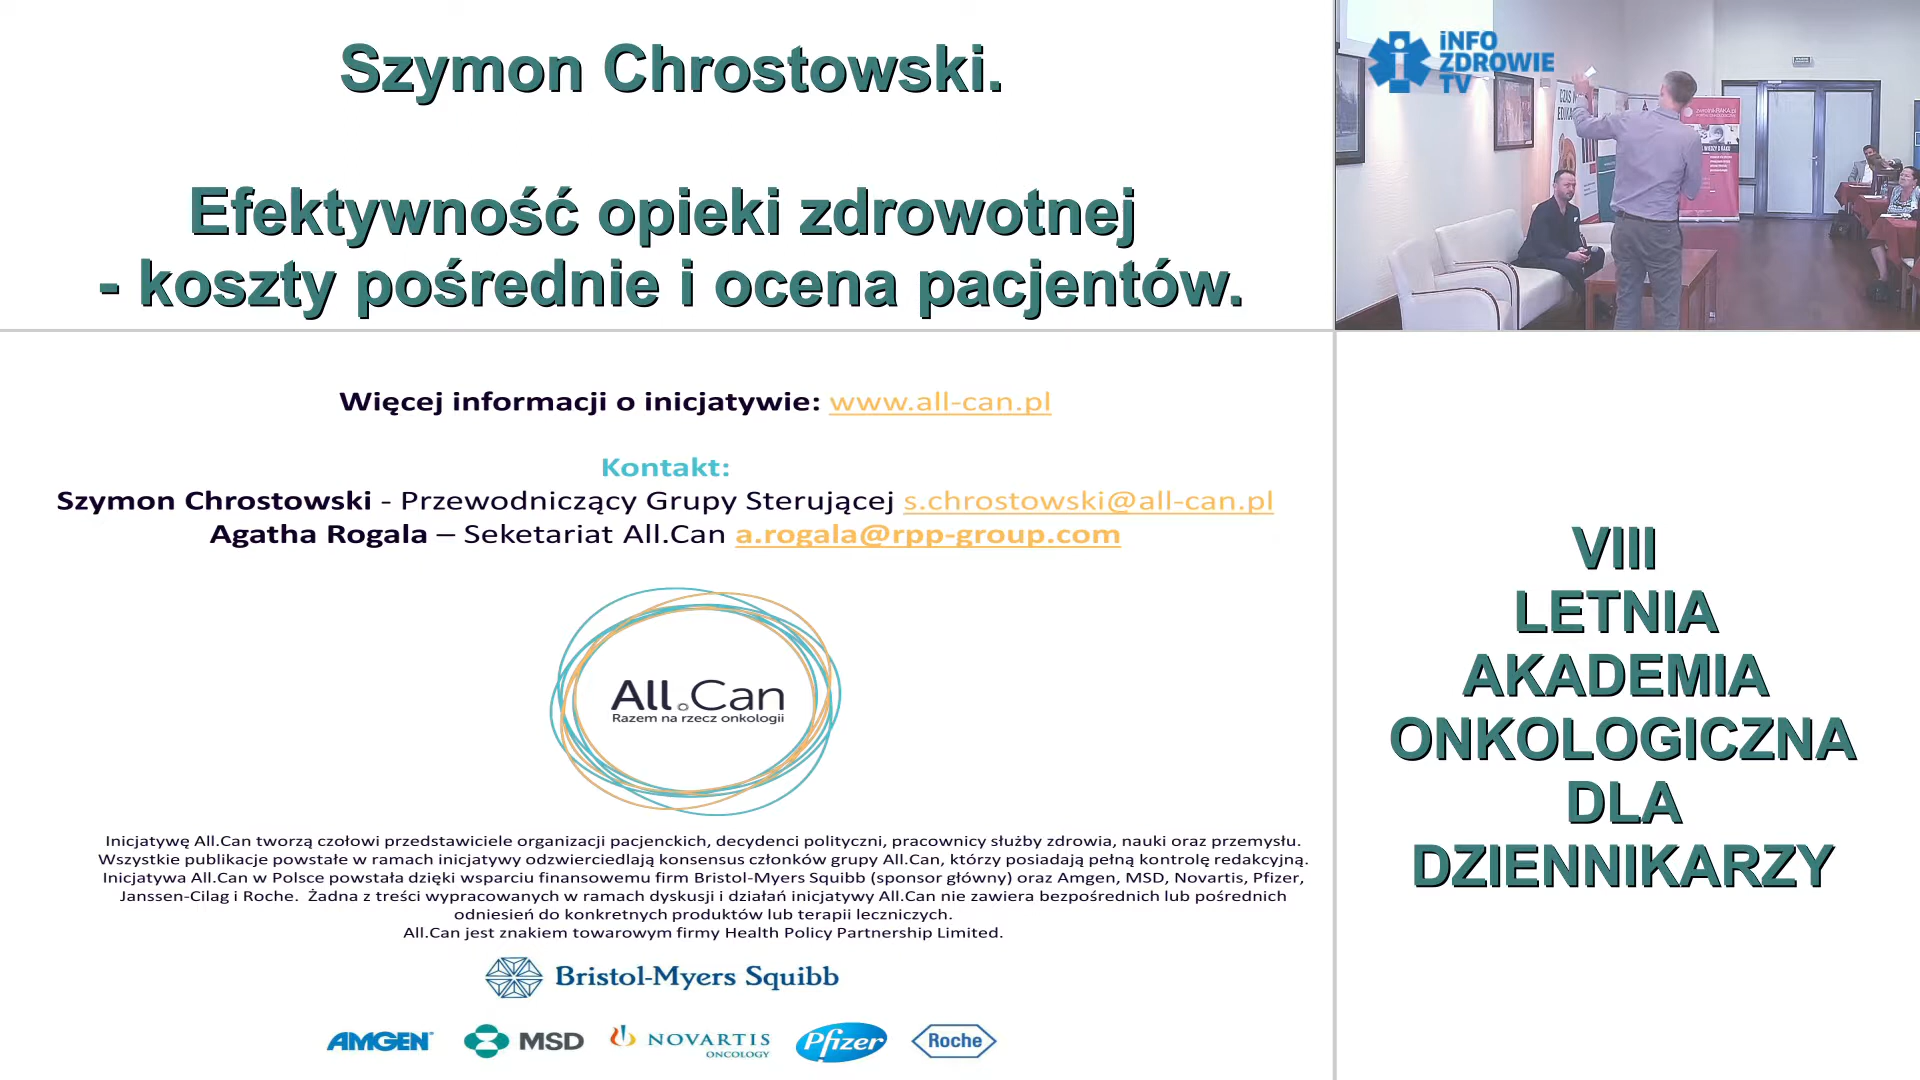 Szymon Chrostowski.
Efektywność opieki zdrowotnej
- koszty pośrednie i ocena pacjentów.
iNFO
ZDROWIE
TV
Więcej informacji o inicjatywie: www.all-can.pl
Kontakt:
Szymon Chrostowski - Przewodniczący Grupy Sterującej s.chrostowski@all-can.pl
Agatha Rogala – Seketariat All.Can a.rogala@rpp-group.com
All.Can
Razem na rzecz onkologii
Inicjatywę All.Can tworzą czołowi przedstawiciele organizacji pacjenckich, decydenci polityczni, pracownicy służby zdrowia, nauki oraz przemysłu.
Wszystkie publikacje powstałe w ramach inicjatywy odzwierciedlają konsensus członków grupy All.Can, którzy posiadają pełną kontrolę redakcyjną.
Inicjatywa All.Can w Polsce powstała dzięki wsparciu finansowemu firm Bristol-Myers Squibb (sponsor główny) oraz Amgen, MSD, Novartis, Pfizer,
Janssen-Cilag i Roche. Żadna z treści wypracowanych w ramach dyskusji i działań inicjatywy All.Can nie zawiera bezpośrednich lub pośrednich
odniesień do konkretnych produktów lub terapii leczniczych.
All.Can jest znakiem towarowym firmy Health Policy Partnership Limited.
Bristol-Myers Squibb
AMGEN
MSD
NOVARTIS
ONCOLOGY
Pfizer
Roche
VIII
LETNIA
AKADEMIA
ONKOLOGICZNA
DLA
DZIENNIKARZY